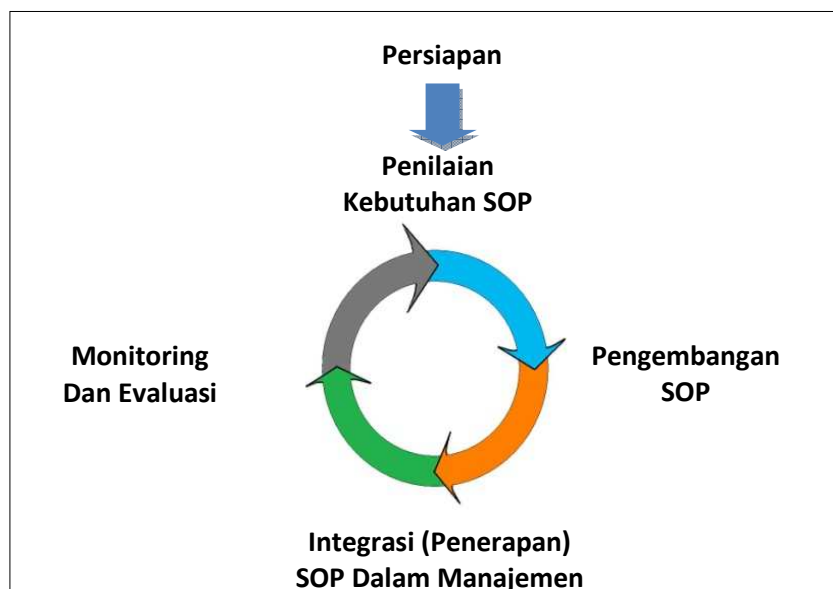 Persiapan
Penilaian
Kebutuhan SOP
Monitoring
Dan Evaluasi
Pengembangan
SOP
Integrasi (Penerapan)
SOP Dalam Manajemen